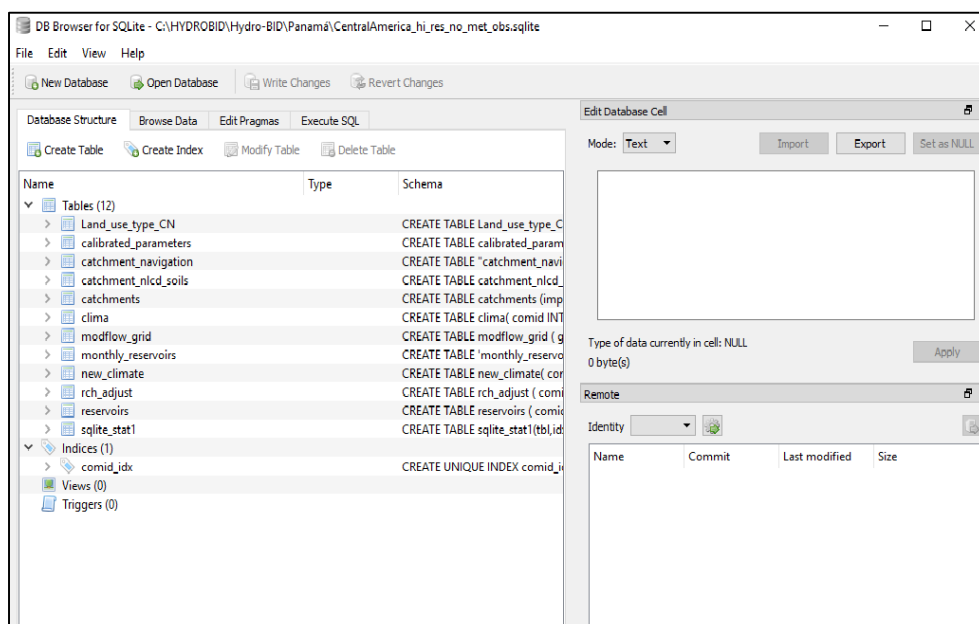 DB Browser for SQLite - C:\HYDROBID\Hydro-BID\Panamá\CentralAmerica_hi_res_no_met_obs.sqlite
File Edit View Help
New Database Open Database Write Changes Revert Changes
Database Structure Browse Data Edit Pragmas Execute SQL
Create Table Create Index Modify Table Delete Table
Name Type Schema
Tables (12)
Land_use_type_CN CREATE TABLE Land_use_type_C
calibrated_parameters CREATE TABLE calibrated_param
catchment_navigation CREATE TABLE "catchment_navi
catchment_nlcd_soils CREATE TABLE catchment_nlcd_
catchments CREATE TABLE catchments (imp
clima CREATE TABLE clima( comid INT
modflow_grid CREATE TABLE modflow_grid ( g
monthly_reservoirs CREATE TABLE 'monthly_reservo
new_climate CREATE TABLE new_climate( cor
rch_adjust CREATE TABLE rch_adjust ( comi
reservoirs CREATE TABLE reservoirs ( comic
sqlite_stat1 CREATE TABLE sqlite_stat1(tbl,id
Indices (1)
comid_idx CREATE UNIQUE INDEX comid_i
Views (0)
Triggers (0)
Edit Database Cell
Mode: Text Import Export Set as NULL
Type of data currently in cell: NULL
0 byte(s)
Apply
Remote
Identity
Name Commit Last modified Size